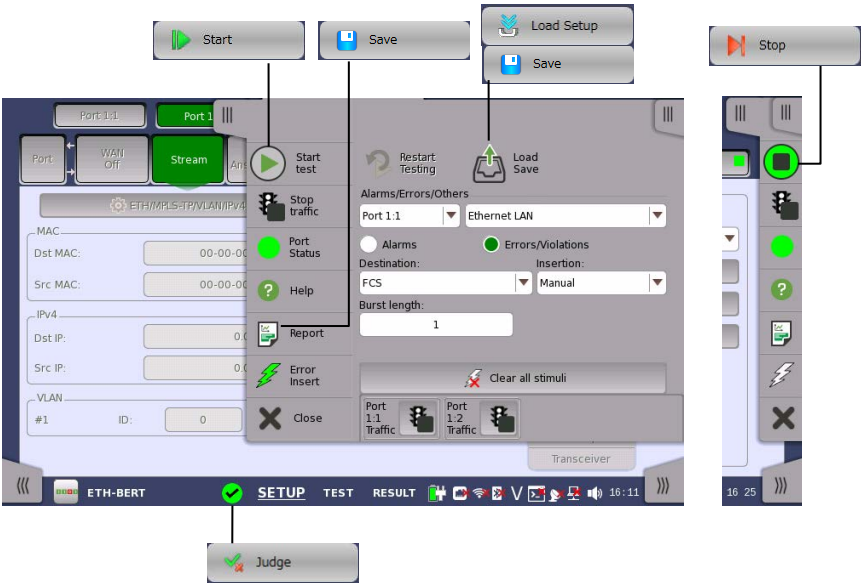 Start
Save
Load Setup
Save
Stop
Port 1:1
Port 1
Port
WAN
Off
Stream
ETH/MPLS-TP/VLAN/IPv4
MAC
Dst MAC:
00-00-00
Src MAC:
00-00-00
IPv4
Dst IP:
Src IP:
VLAN
#1
ID:
0
Start
test
Stop
traffic
Port
Status
Help
Report
Error
Insert
Close
Restart
Testing
Load
Save
Alarms/Errors/Others
Port 1:1
Ethernet LAN
Alarms
Errors/Violations
Destination:
Insertion:
FCS
Manual
Burst length:
1
Clear all stimuli
Port
1:1
Traffic
Port
1:2
Traffic
Transceiver
ETH-BERT
SETUP
TEST
RESULT
16:11
16 25
Judge